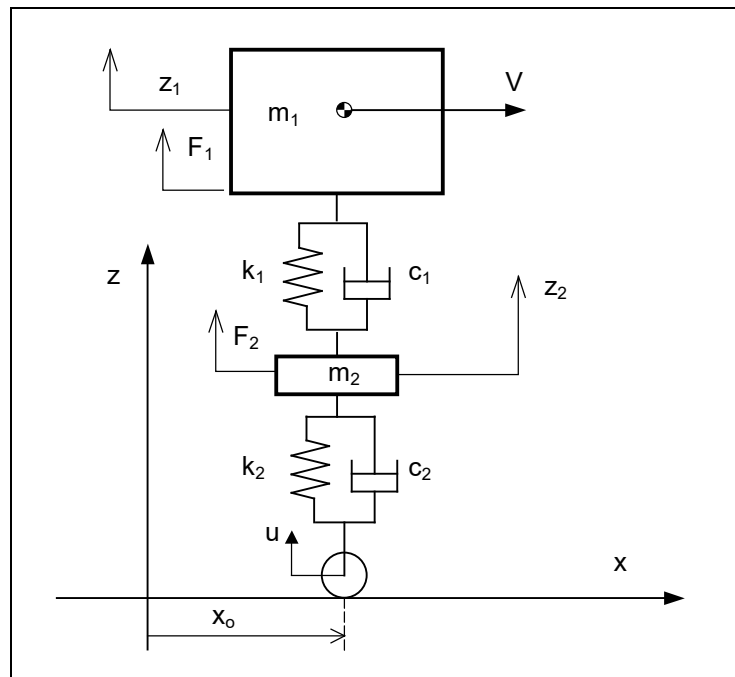 z₁
m₁
V
F₁
z
k₁
c₁
z₂
F₂
m₂
k₂
c₂
u
x
xₒ